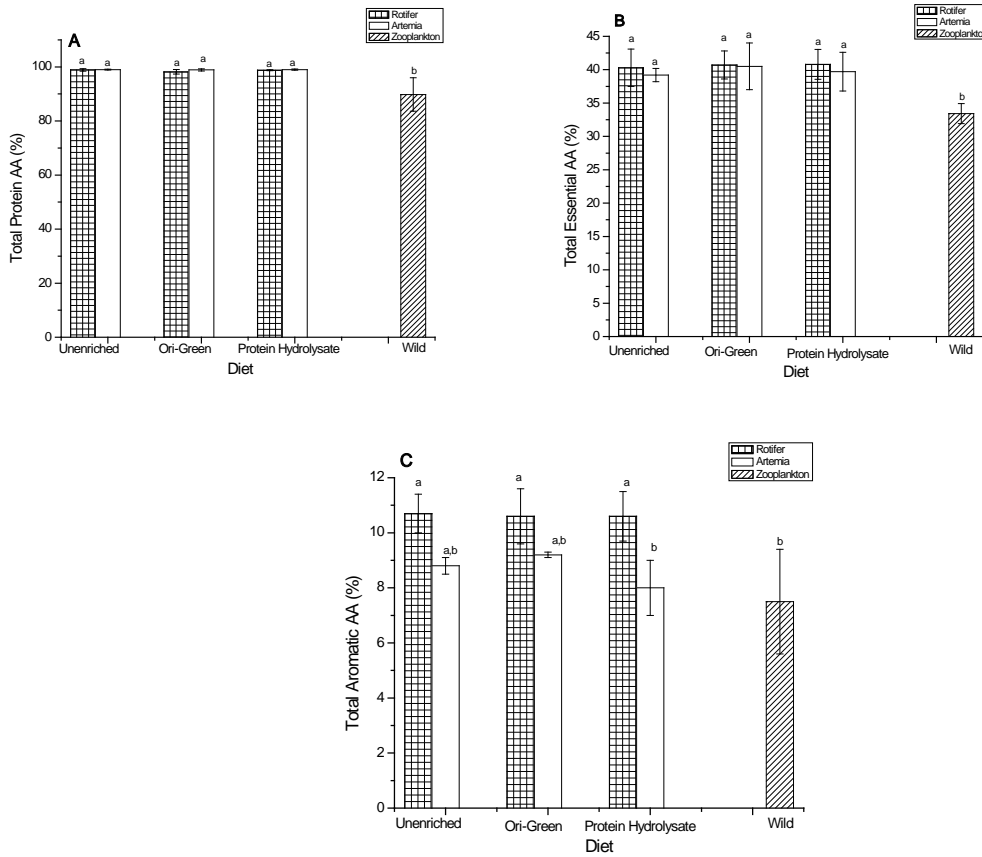 A
Rotifer
Artemia
Zooplankton
Total Protein AA (%)
100
80
60
40
20
0
a a a a a a b
Unenriched Ori-Green Protein Hydrolysate Wild
Diet
B
Rotifer
Artemia
Zooplankton
Total Essential AA (%)
45
40
35
30
25
20
15
10
5
0
a a a a a a b
Unenriched Ori-Green Protein Hydrolysate Wild
Diet
C
Rotifer
Artemia
Zooplankton
Total Aromatic AA (%)
12
10
8
6
4
2
0
a a,b a a,b a b b
Unenriched Ori-Green Protein Hydrolysate Wild
Diet